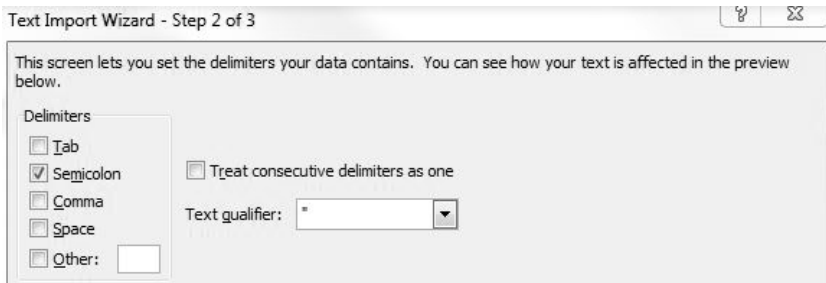 Text Import Wizard - Step 2 of 3
This screen lets you set the delimiters your data contains. You can see how your text is affected in the preview
below.
Delimiters
Tab
Semicolon
Treat consecutive delimiters as one
Comma
Text qualifier: "
Space
Other: